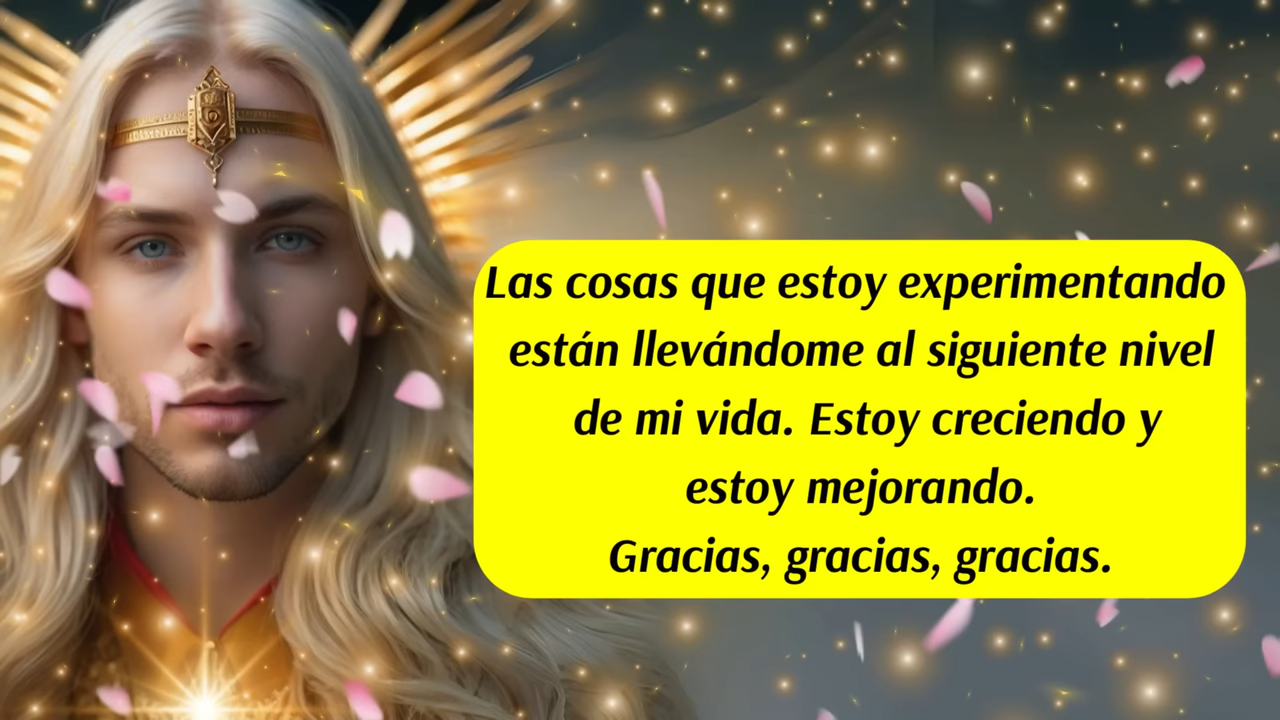 Las cosas que estoy experimentando
están llevándome al siguiente nivel
de mi vida. Estoy creciendo y
estoy mejorando.
Gracias, gracias, gracias.